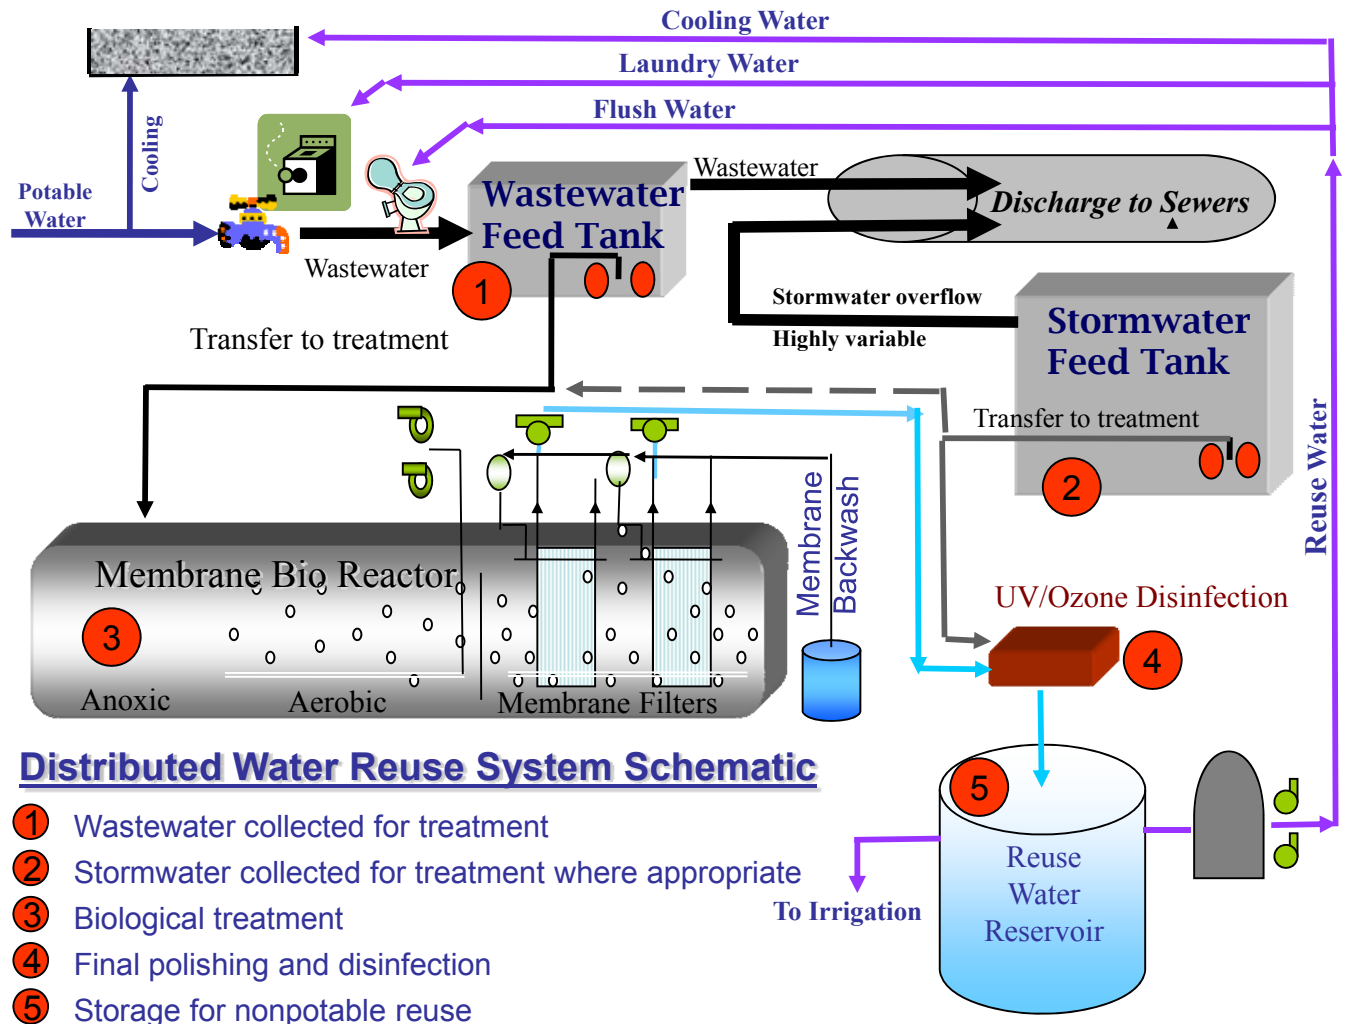 Cooling Water
Laundry Water
Flush Water
Cooling
Potable
Water
Wastewater
Wastewater
Feed Tank
1
Wastewater
Discharge to Sewers
Stormwater overflow
Highly variable
Stormwater
Feed Tank
Transfer to treatment
2
Transfer to treatment
Reuse Water
Membrane
Backwash
Membrane Bio Reactor
3
Anoxic
Aerobic
Membrane Filters
UV/Ozone Disinfection
4
5
Reuse
Water
Reservoir
To Irrigation
Distributed Water Reuse System Schematic
1 Wastewater collected for treatment
2 Stormwater collected for treatment where appropriate
3 Biological treatment
4 Final polishing and disinfection
5 Storage for nonpotable reuse